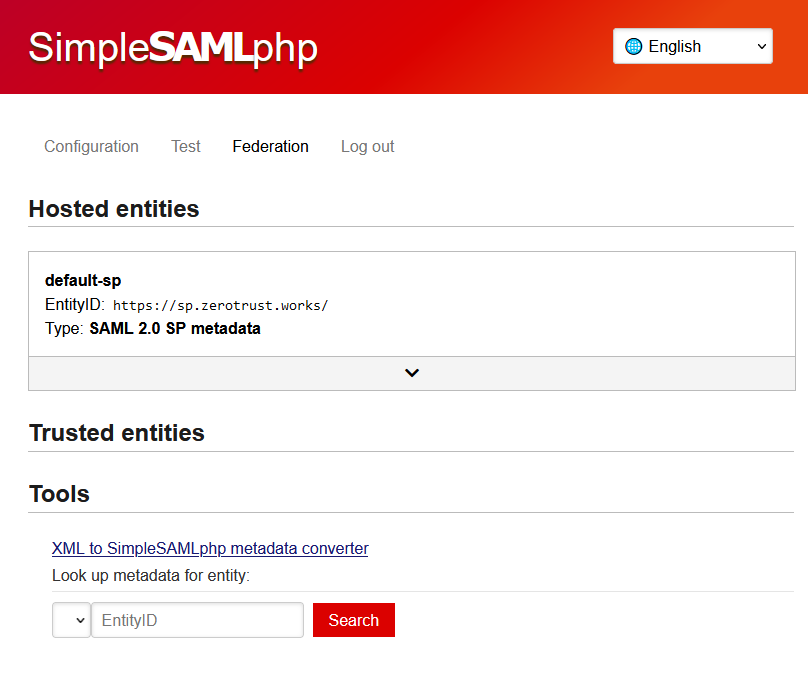 SimpleSAMLphp
English
Configuration Test Federation Log out
Hosted entities
default-sp
EntityID: https://sp.zerotrust.works/
Type: SAML 2.0 SP metadata
Trusted entities
Tools
XML to SimpleSAMLphp metadata converter
Look up metadata for entity:
EntityID Search